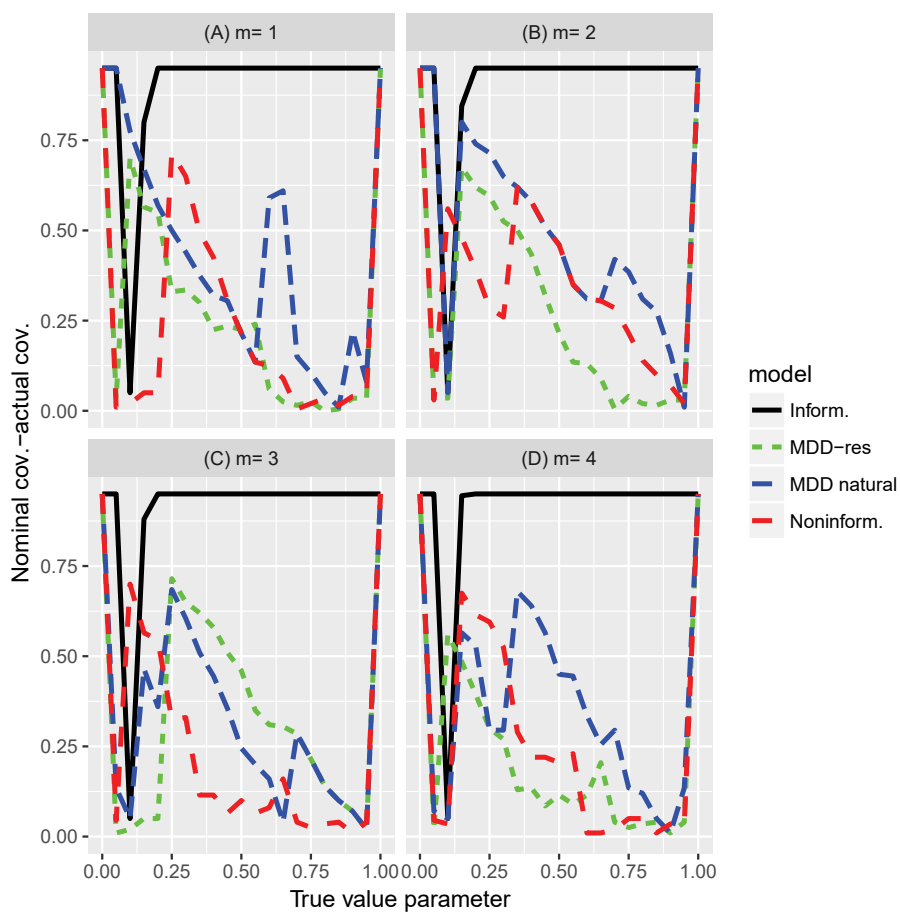 (A) m= 1
(B) m= 2
0.75
0.50
0.25
0.00
(C) m= 3
(D) m= 4
0.75
0.50
0.25
0.00
0.00 0.25 0.50 0.75 1.00
0.00 0.25 0.50 0.75 1.00
True value parameter
Nominal cov.−actual cov.
model
Inform.
MDD−res
MDD natural
Noninform.